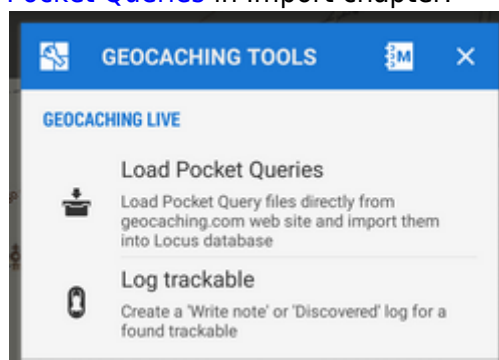 Pocket Queries in Import chapter.
GEOCACHING TOOLS
M
GEOCACHING LIVE
Load Pocket Queries
Load Pocket Query files directly from
geocaching.com web site and import them
into Locus database
Log trackable
Create a 'Write note' or 'Discovered' log for a
found trackable